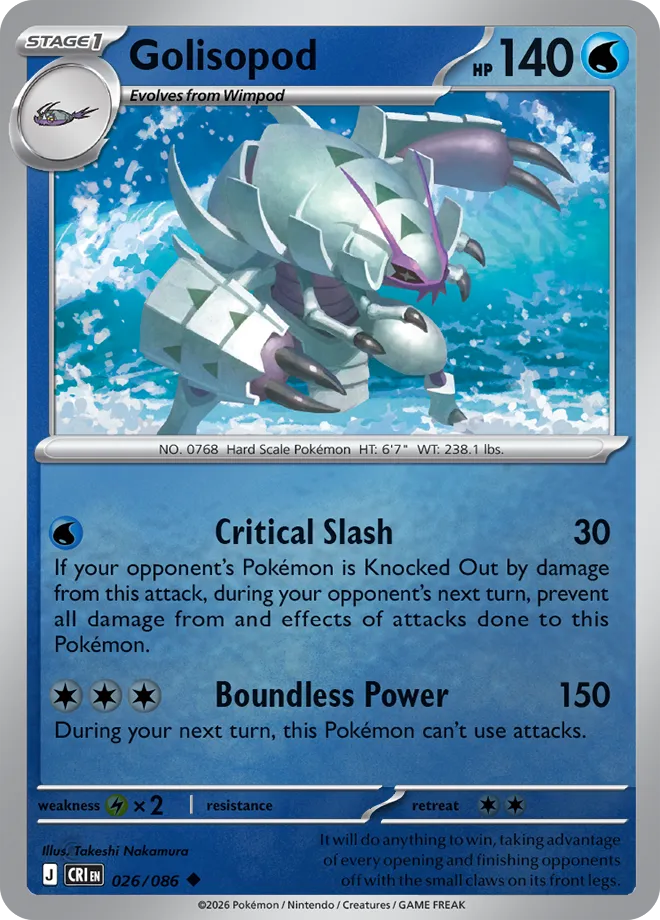 STAGE1
Golisopod
HP 140
Evolves from Wimpod
NO. 0768 Hard Scale Pokémon HT: 6'7" WT: 238.1 lbs.
Critical Slash 30
If your opponent's Pokémon is Knocked Out by damage
from this attack, during your opponent's next turn, prevent
all damage from and effects of attacks done to this
Pokémon.
Boundless Power 150
During your next turn, this Pokémon can't use attacks.
weakness ×2 resistance retreat
Illus. Takeshi Nakamura
It will do anything to win, taking advantage
of every opening and finishing opponents
off with the small claws on its front legs.
J CRI EN 026/086
©2026 Pokémon / Nintendo / Creatures / GAME FREAK